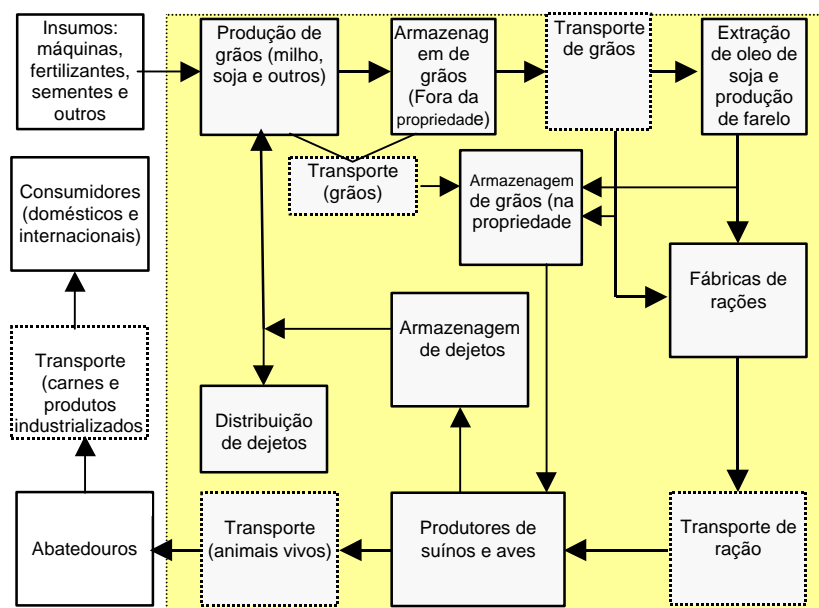 Insumos:
máquinas,
fertilizantes,
sementes e
outros
Produção de
grãos (milho,
soja e outros)
Armazenag
em de
grãos
(Fora da
propriedade)
Transporte
de grãos
Extração
de oleo de
soja e
produção
de farelo
Transporte
(grãos)
Armazenagem
de grãos (na
propriedade
Consumidores
(domésticos e
internacionais)
Fábricas de
rações
Armazenagem
de dejetos
Transporte
(carnes e
produtos
industrializados
Distribuição
de dejetos
Abatedouros
Transporte
(animais vivos)
Produtores de
suínos e aves
Transporte de
ração